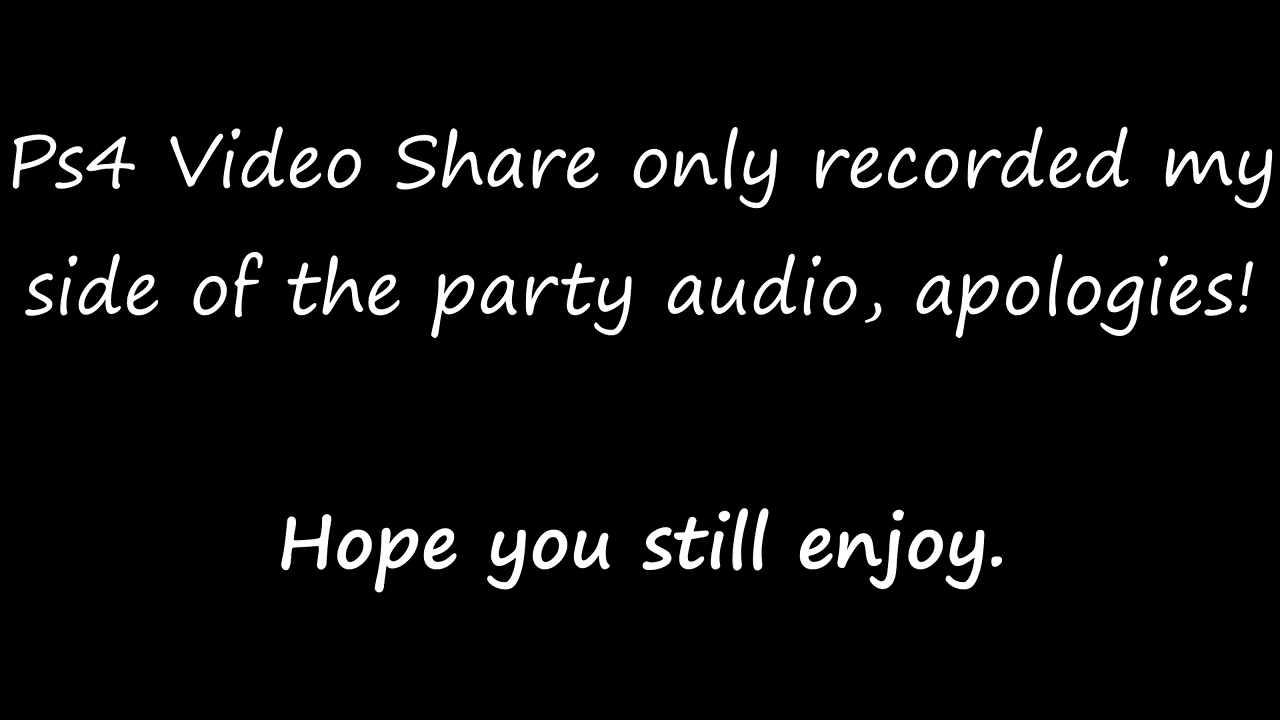 Ps4 Video Share only recorded my
side of the party audio, apologies!
Hope you still enjoy.